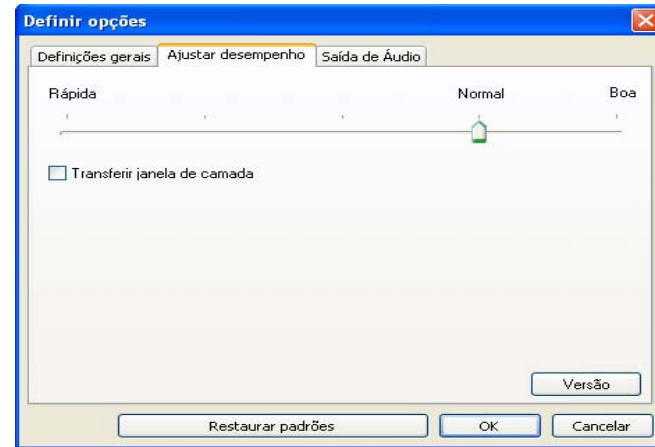 Definir opções
Definições gerais Ajustar desempenho Saída de Áudio
Rápida Normal Boa
Transferir janela de camada
Versão
Restaurar padrões OK Cancelar